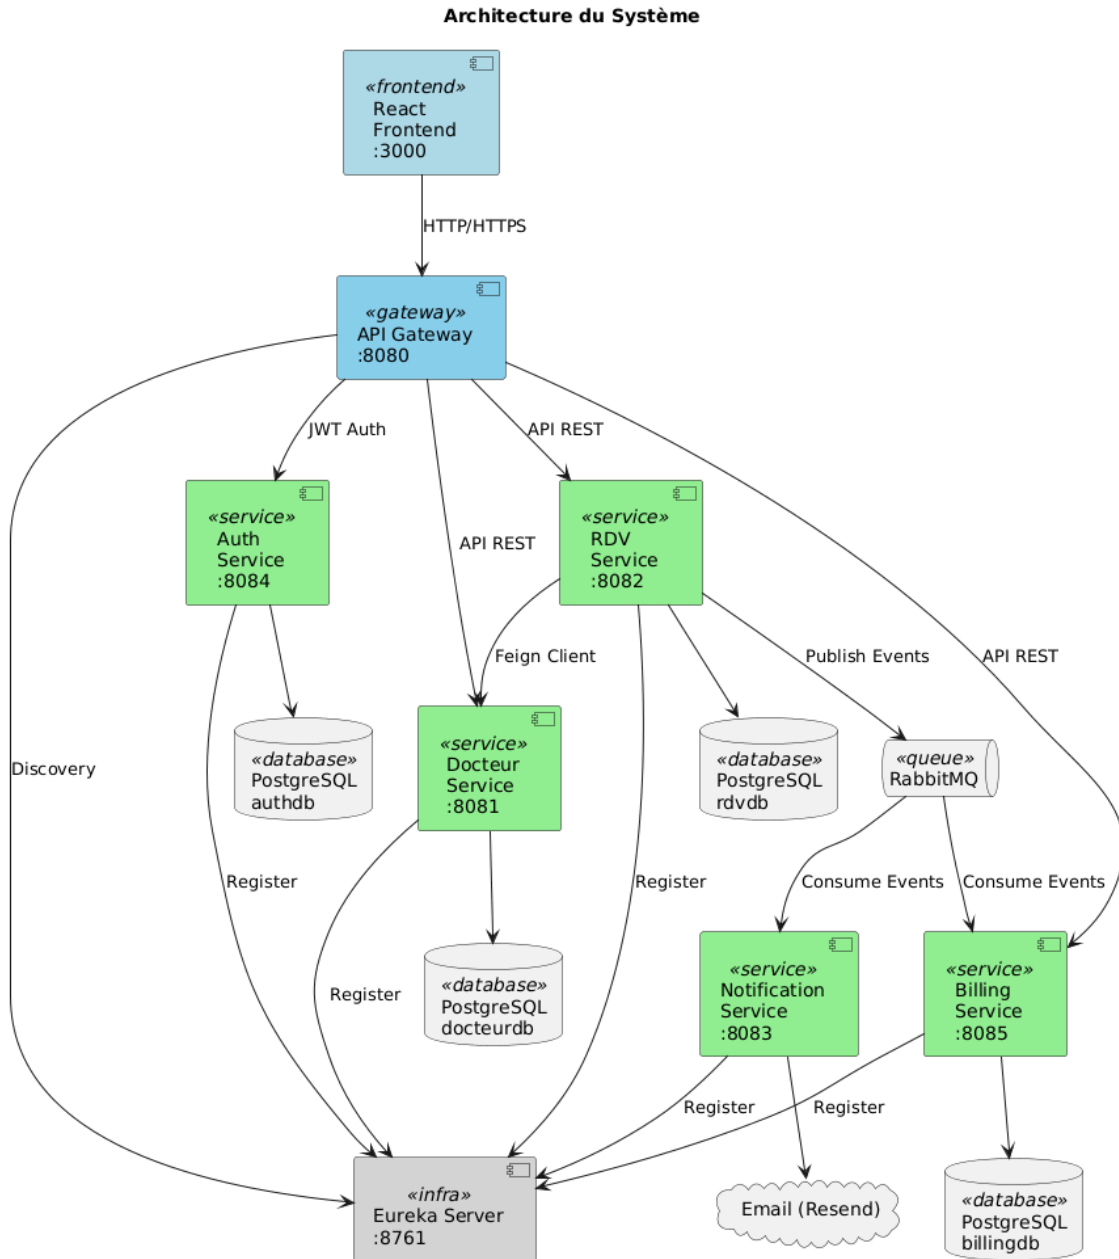 Architecture du Système
«frontend»
React
Frontend
:3000
HTTP/HTTPS
«gateway»
API Gateway
:8080
JWT Auth
API REST
«service»
Auth
Service
:8084
«service»
RDV
Service
:8082
API REST
Feign Client
Publish Events
API REST
«database»
PostgreSQL
authdb
«service»
Docteur
Service
:8081
«database»
PostgreSQL
rdvdb
«queue»
RabbitMQ
Discovery
Register
Register
Consume Events
Consume Events
«database»
PostgreSQL
docteurdb
Register
«service»
Notification
Service
:8083
«service»
Billing
Service
:8085
Register
Register
«infra»
Eureka Server
:8761
Email (Resend)
«database»
PostgreSQL
billingdb